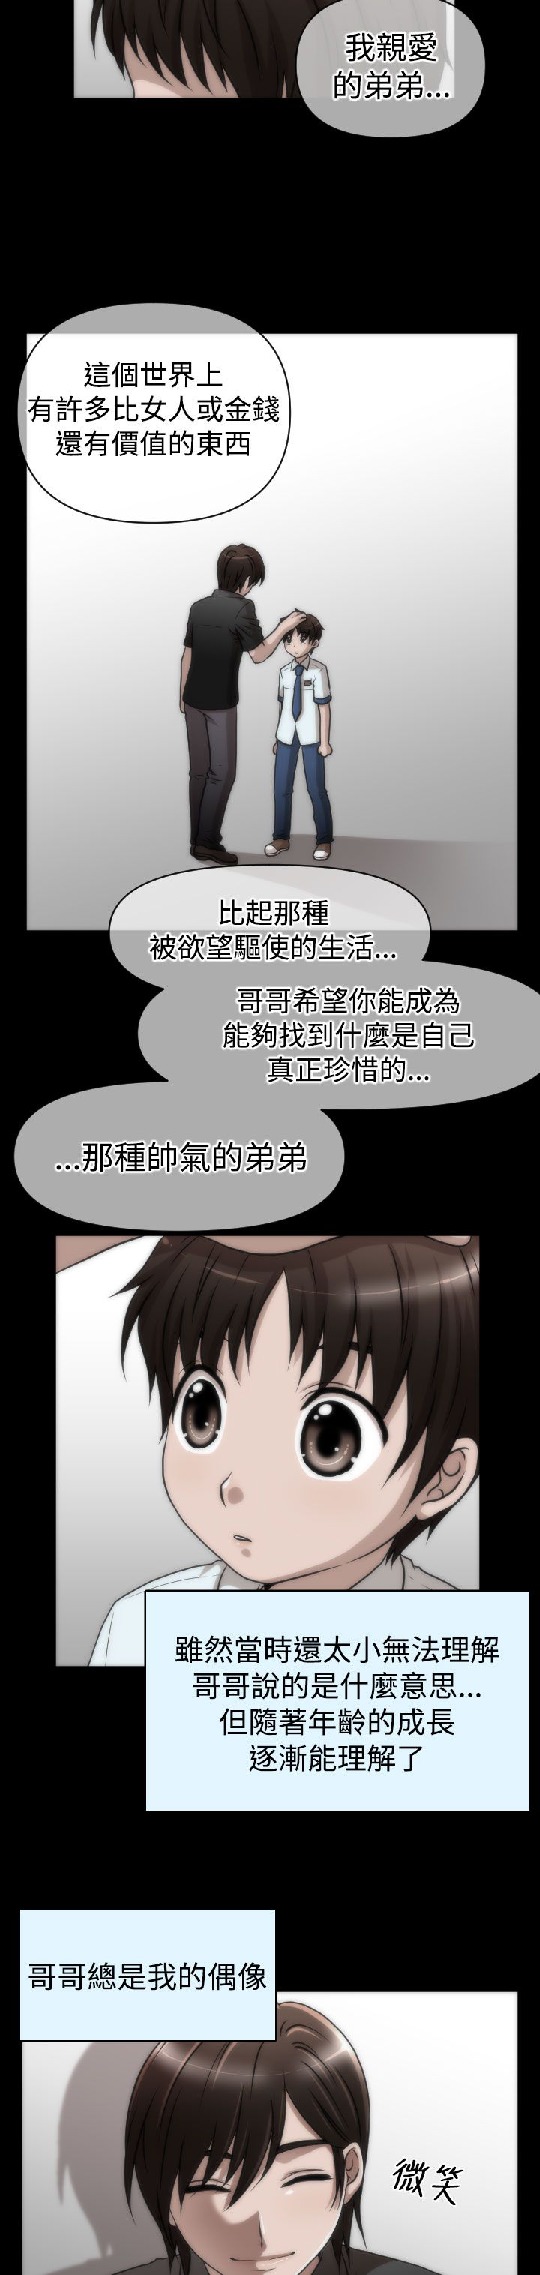 我親愛
的弟弟...
這個世界上
有許多比女人或金錢
還有價值的東西
比起那種
被欲望驅使的生活...
哥哥希望你能成為
能夠找到什麼是自己
真正珍惜的...
...那種帥氣的弟弟
雖然當時還太小無法理解
哥哥說的是什麼意思...
但隨著年齡的成長
逐漸能理解了
哥哥總是我的偶像
微笑